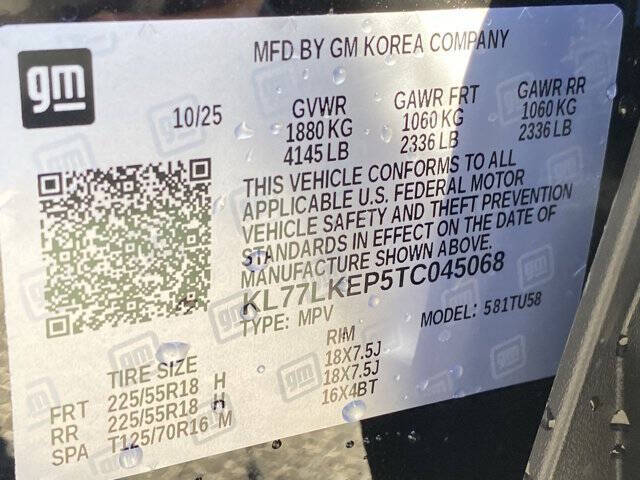 gm
MFD BY GM KOREA COMPANY
10/25
GVWR
1880 KG
4145 LB
GAWR FRT
1060 KG
2336 LB
GAWR RR
1060 KG
2336 LB
THIS VEHICLE CONFORMS TO ALL
APPLICABLE U.S. FEDERAL MOTOR
VEHICLE SAFETY AND THEFT PREVENTION
STANDARDS IN EFFECT ON THE DATE OF
MANUFACTURE SHOWN ABOVE.
KL77LKEP5TC045068
TYPE: MPV
MODEL: 581TU58
TIRE SIZE
RIM
FRT 225/55R18 H 18X7.5J
RR 225/55R18 H 18X7.5J
SPA T125/70R16 M 16X4BT